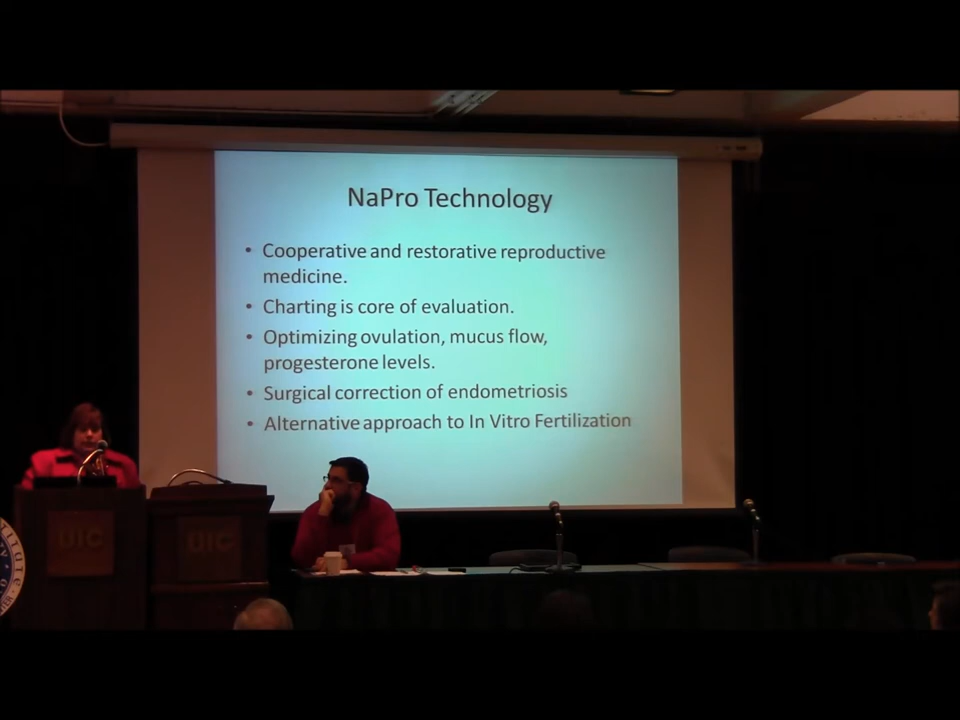 NaPro Technology
• Cooperative and restorative reproductive
medicine.
• Charting is core of evaluation.
• Optimizing ovulation, mucus flow,
progesterone levels.
• Surgical correction of endometriosis
• Alternative approach to In Vitro Fertilization
UIC
UIC